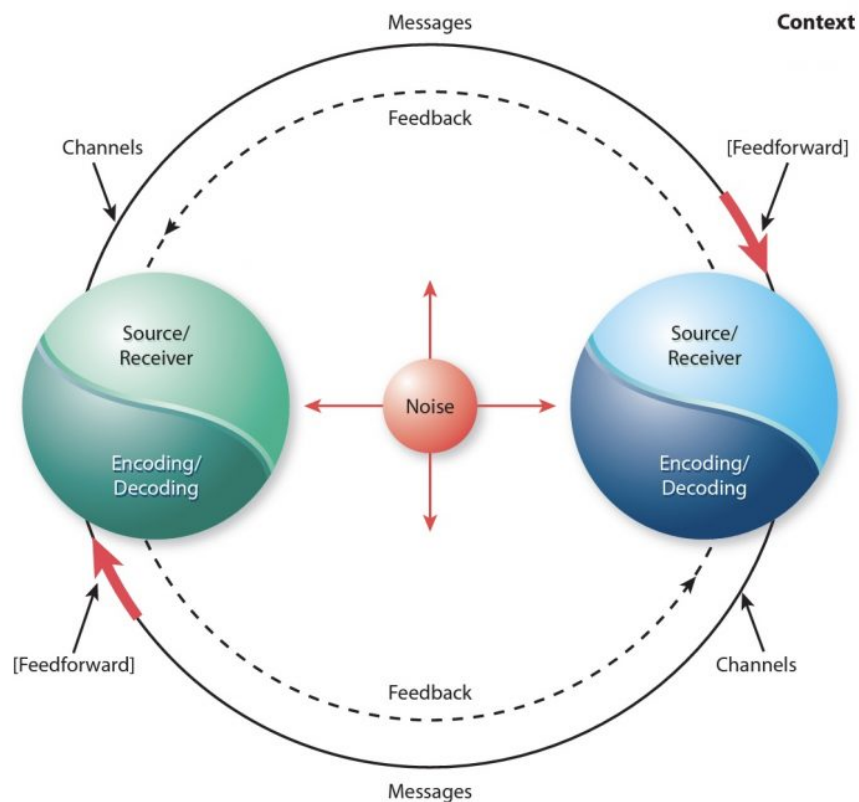 Messages
Context
Feedback
Channels
[Feedforward]
Source/
Receiver
Encoding/
Decoding
Noise
Source/
Receiver
Encoding/
Decoding
[Feedforward]
Channels
Feedback
Messages